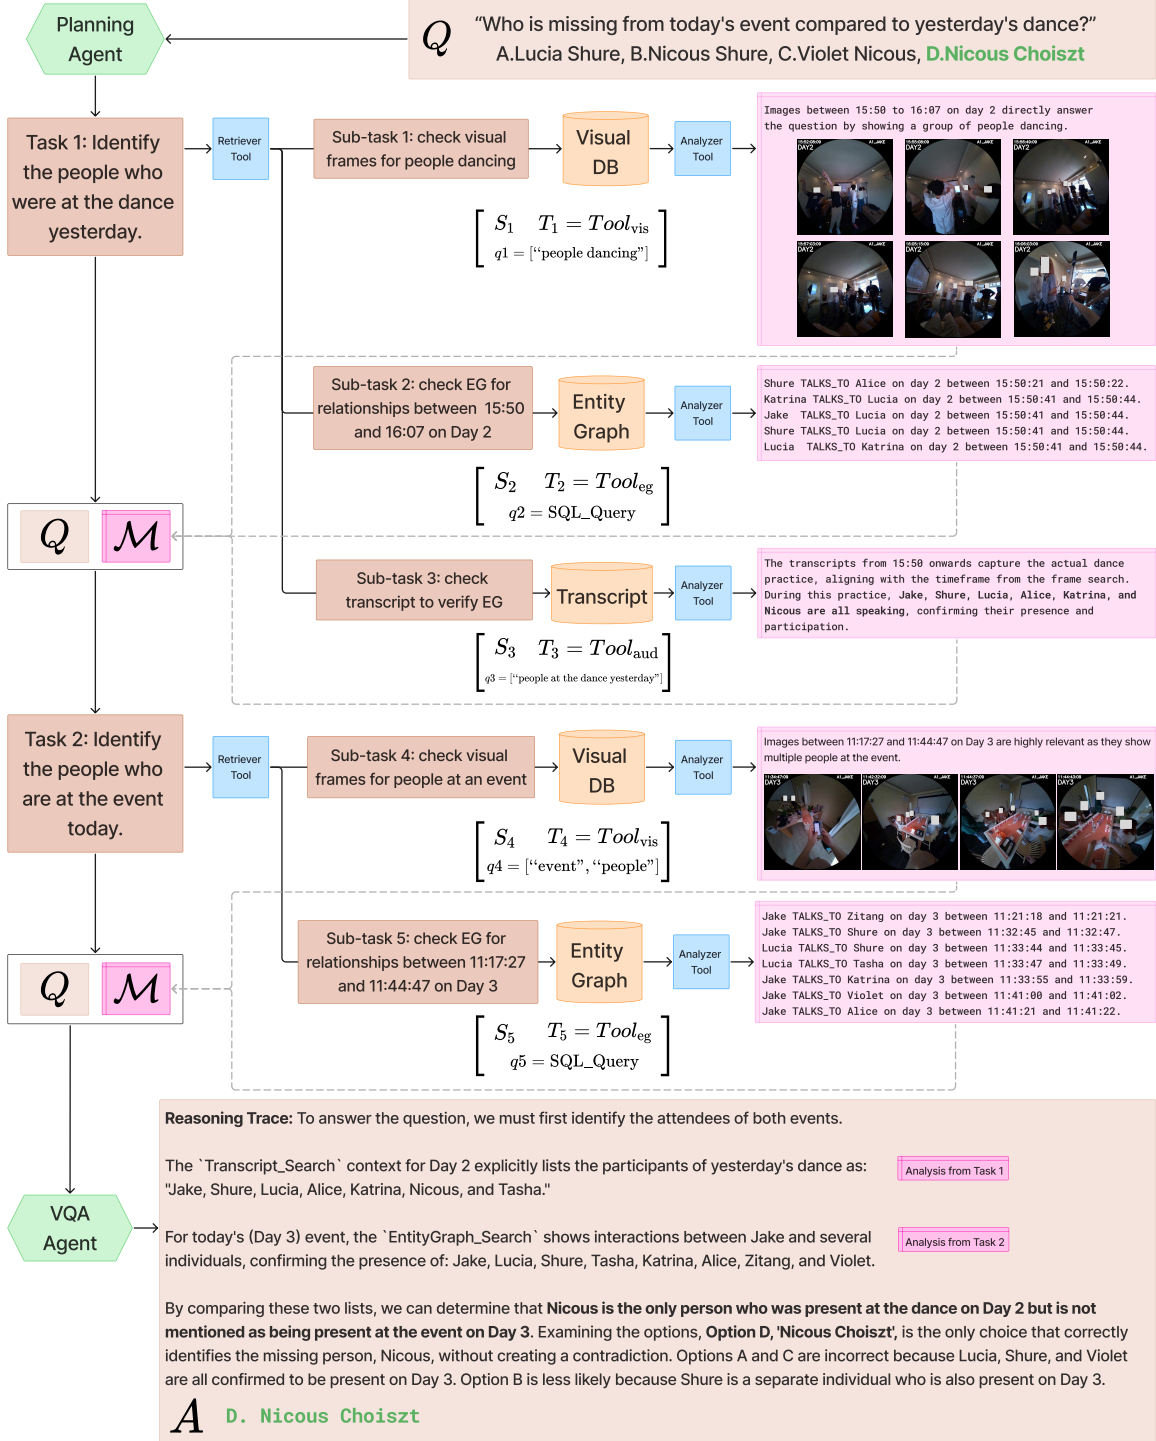 Planning
Agent
Q
“Who is missing from today's event compared to yesterday's dance?”
A.Lucia Shure, B.Nicous Shure, C.Violet Nicous, D.Nicous Choiszt
Task 1: Identify
the people who
were at the dance
yesterday.
Retriever
Tool
Sub-task 1: check visual
frames for people dancing
Visual
DB
Analyzer
Tool
S1 T1 = Toolvis
q1 = [“people dancing”]
Images between 15:50 to 16:07 on day 2 directly answer
the question by showing a group of people dancing.
DAY2
A1_JAKE
DAY2
A1_JAKE
DAY2
A1_JAKE
DAY2
A1_JAKE
DAY2
A1_JAKE
DAY2
A1_JAKE
Sub-task 2: check EG for
relationships between 15:50
and 16:07 on Day 2
Entity
Graph
Analyzer
Tool
S2 T2 = Tooleg
q2 = SQL_Query
Shure TALKS_TO Alice on day 2 between 15:50:21 and 15:50:22.
Katrina TALKS_TO Lucia on day 2 between 15:50:41 and 15:50:44.
Jake TALKS_TO Lucia on day 2 between 15:50:41 and 15:50:44.
Shure TALKS_TO Lucia on day 2 between 15:50:41 and 15:50:44.
Lucia TALKS_TO Katrina on day 2 between 15:50:41 and 15:50:44.
Q M
Sub-task 3: check
transcript to verify EG
Transcript
Analyzer
Tool
S3 T3 = Toolaud
q3 = [“people at the dance yesterday”]
The transcripts from 15:50 onwards capture the actual dance
practice, aligning with the timeframe from the frame search.
During this practice, Jake, Shure, Lucia, Alice, Katrina, and
Nicous are all speaking, confirming their presence and
participation.
Task 2: Identify
the people who
are at the event
today.
Retriever
Tool
Sub-task 4: check visual
frames for people at an event
Visual
DB
Analyzer
Tool
S4 T4 = Toolvis
q4 = [“event”, “people”]
Images between 11:17:27 and 11:44:47 on Day 3 are highly relevant as they show
multiple people at the event.
DAY3
A1_JAKE
DAY3
A1_JAKE
DAY3
A1_JAKE
DAY3
A1_JAKE
Sub-task 5: check EG for
relationships between 11:17:27
and 11:44:47 on Day 3
Entity
Graph
Analyzer
Tool
S5 T5 = Tooleg
q5 = SQL_Query
Jake TALKS_TO Zitang on day 3 between 11:21:18 and 11:21:21.
Jake TALKS_TO Shure on day 3 between 11:32:45 and 11:32:47.
Lucia TALKS_TO Shure on day 3 between 11:33:44 and 11:33:45.
Lucia TALKS_TO Tasha on day 3 between 11:33:47 and 11:33:49.
Jake TALKS_TO Katrina on day 3 between 11:33:55 and 11:33:59.
Jake TALKS_TO Violet on day 3 between 11:41:00 and 11:41:02.
Jake TALKS_TO Alice on day 3 between 11:41:21 and 11:41:22.
Q M
VQA
Agent
Reasoning Trace: To answer the question, we must first identify the attendees of both events.
The `Transcript_Search` context for Day 2 explicitly lists the participants of yesterday's dance as:
"Jake, Shure, Lucia, Alice, Katrina, Nicous, and Tasha."
Analysis from Task 1
For today's (Day 3) event, the `EntityGraph_Search` shows interactions between Jake and several
individuals, confirming the presence of: Jake, Lucia, Shure, Tasha, Katrina, Alice, Zitang, and Violet.
Analysis from Task 2
By comparing these two lists, we can determine that Nicous is the only person who was present at the dance on Day 2 but is not
mentioned as being present at the event on Day 3. Examining the options, Option D, 'Nicous Choiszt', is the only choice that correctly
identifies the missing person, Nicous, without creating a contradiction. Options A and C are incorrect because Lucia, Shure, and Violet
are all confirmed to be present on Day 3. Option B is less likely because Shure is a separate individual who is also present on Day 3.
A D. Nicous Choiszt